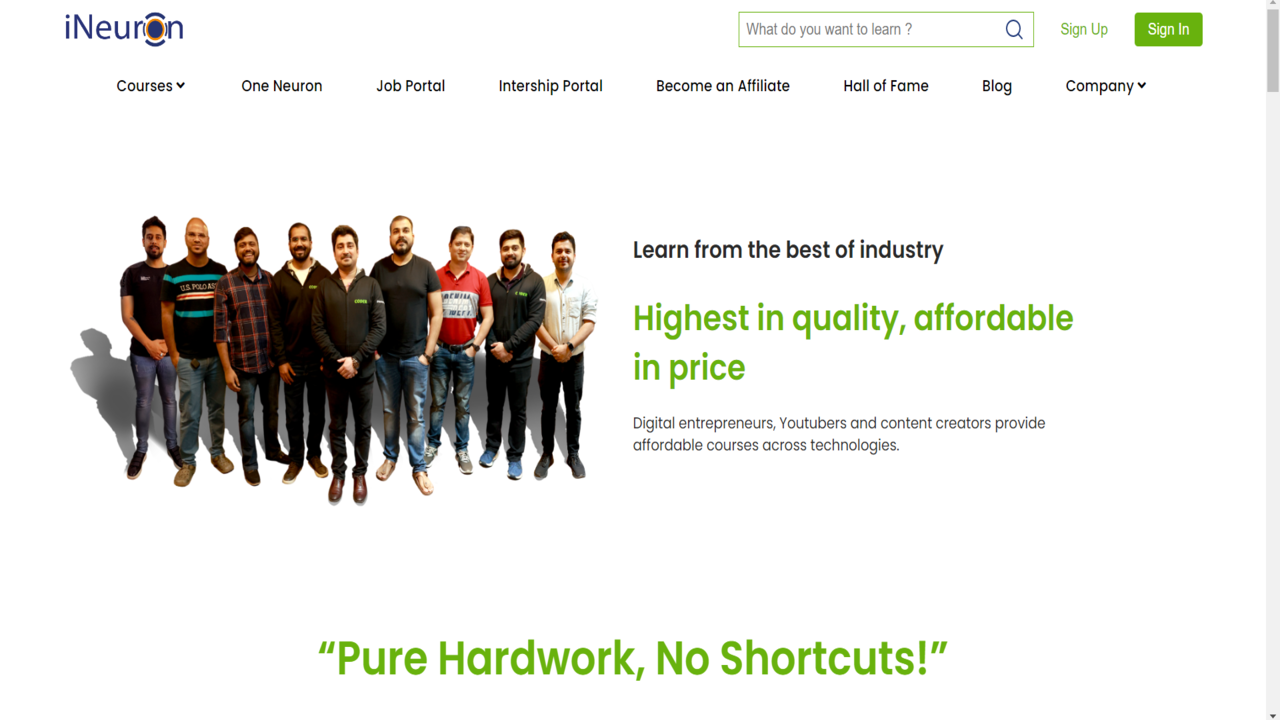 iNeuron
What do you want to learn ?
Sign Up
Sign In
Courses
One Neuron
Job Portal
Intership Portal
Become an Affiliate
Hall of Fame
Blog
Company
U.S. POLO AS
Learn from the best of industry
Highest in quality, affordable
in price
Digital entrepreneurs, Youtubers and content creators provide
affordable courses across technologies.
“Pure Hardwork, No Shortcuts!”